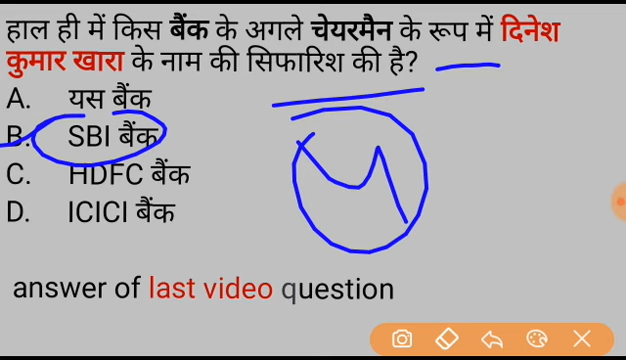 हाल ही में किस बैंक के अगले चेयरमैन के रूप में दिनेश
कुमार खारा के नाम की सिफारिश की है?
A. यस बैंक
B. SBI बैंक
C. HDFC बैंक
D. ICICI बैंक
answer of last video question